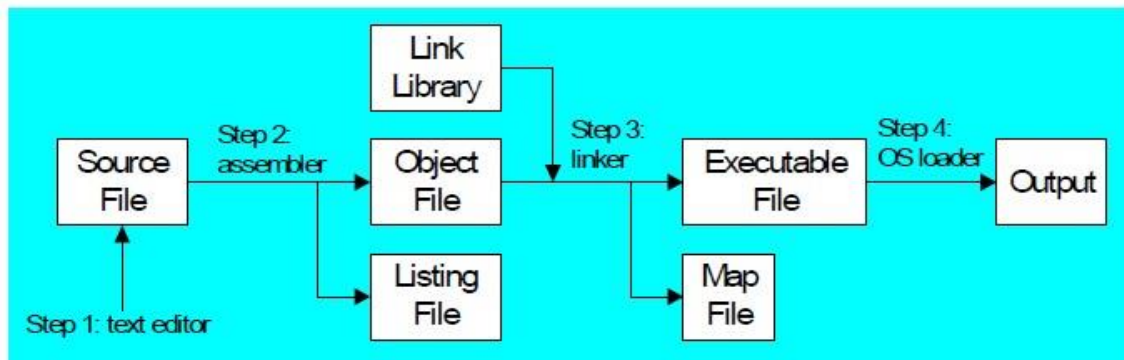 Link
Library
Step 2:
assembler
Step 3:
linker
Step 4:
OS loader
Source
File
Object
File
Executable
File
Output
Listing
File
Map
File
Step 1: text editor